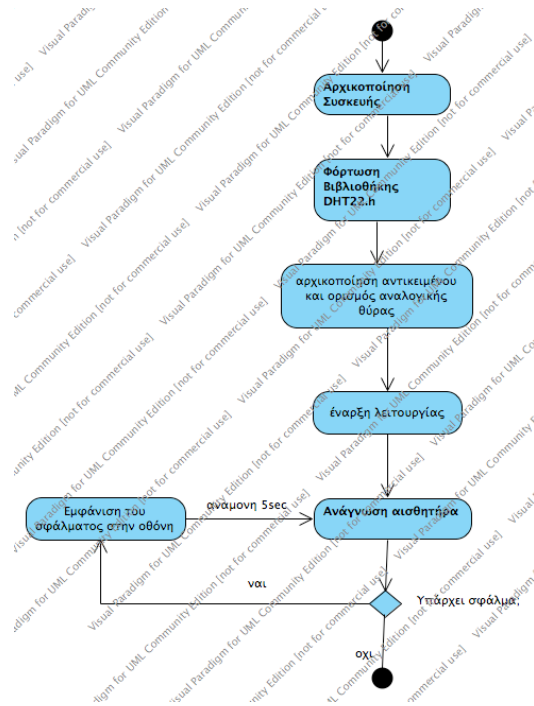 Αρχικοποίηση
Συσκευής
Φόρτωση
Βιβλιοθήκης
DHT22.h
αρχικοποίηση αντικειμένου
και ορισμός αναλογικής
θύρας
έναρξη λειτουργίας
Εμφάνιση του
σφάλματος στην οθόνη
αναμονη 5sec
Ανάγνωση αισθητήρα
ναι
Υπάρχει σφάλμα;
οχι
Visual Paradigm for UML Community Edition [not for commercial use]